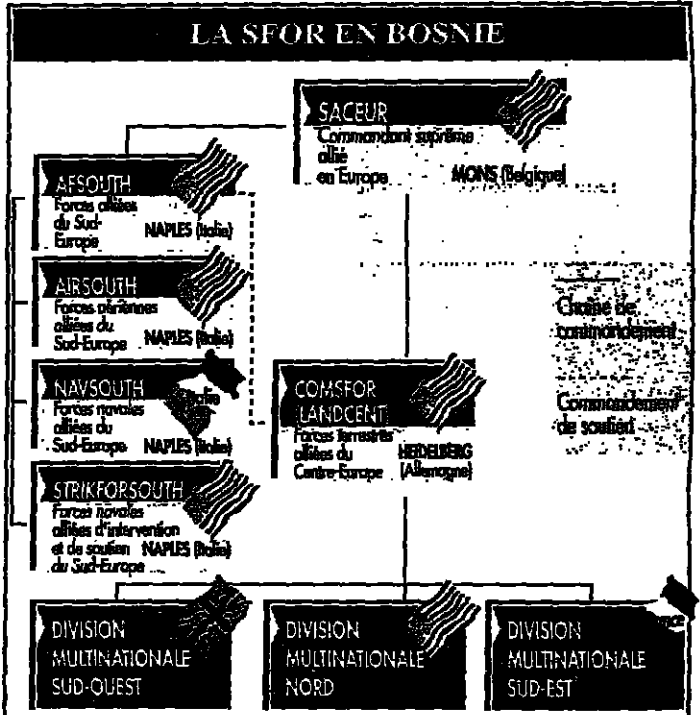 LA SFOR EN BOSNIE
SACEUR
Commandant suprême
allié
en Europe
MONS (Belgique)
AFSOUTH
Forces alliées
du Sud-
Europe
NAPLES (Italie)
AIRSOUTH
Forces aériennes
alliées du
Sud-Europe
NAPLES (Italie)
NAVSOUTH
Italie
Forces navales
alliées du
Sud-Europe
NAPLES (Italie)
STRIKFORSOUTH
Forces navales
alliées d'intervention
et de soutien
du Sud-Europe
NAPLES (Italie)
COMSFOR
LANDCENT
Forces terrestres
alliées du
Centre-Europe
HEIDELBERG
(Allemagne)
Chaîne de
commandement
Commandement
de soutien
DIVISION
MULTINATIONALE
SUD-OUEST
DIVISION
MULTINATIONALE
NORD
DIVISION
MULTINATIONALE
SUD-EST